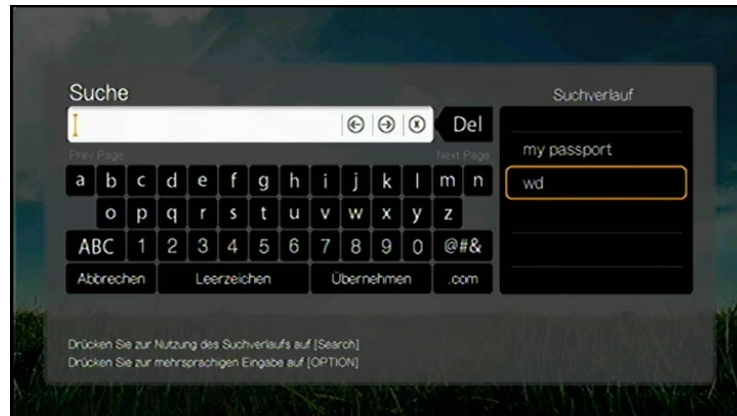 Suche
Suchverlauf
Del
Prev Page
Next Page
my passport
wd
a b c d e f g h i j k l m n
o p q r s t u v w x y z
ABC 1 2 3 4 5 6 7 8 9 0 @#&
Abbrechen Leerzeichen Übernehmen .com
Drücken Sie zur Nutzung des Suchverlaufs auf [Search]
Drücken Sie zur mehrsprachigen Eingabe auf [OPTION]